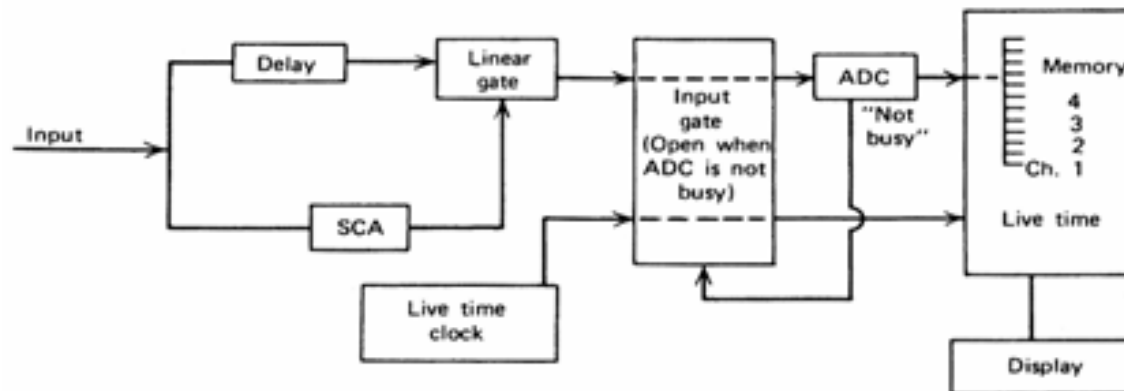 Input
Delay
Linear
gate
SCA
Live time
clock
Input
gate
(Open when
ADC is not
busy)
ADC
"Not
busy"
Memory
4
3
2
Ch. 1
Live time
Display